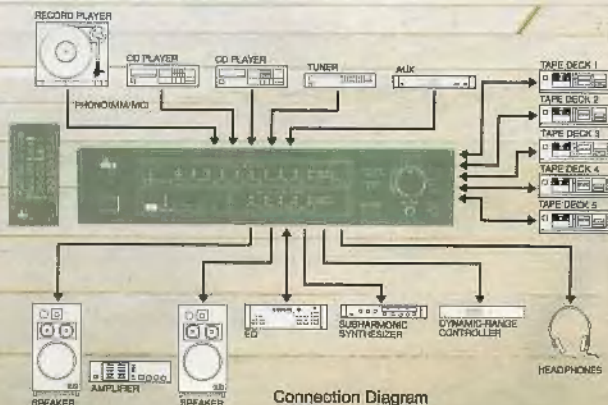 RECORD PLAYER
CD PLAYER
CD PLAYER
TUNER
AUX
PHONO(MM/MC)
TAPE DECK 1
TAPE DECK 2
TAPE DECK 3
TAPE DECK 4
TAPE DECK 5
SPEAKER
AMPLIFIER
SPEAKER
EQ
SUBHARMONIC
SYNTHESIZER
DYNAMIC-RANGE
CONTROLLER
HEADPHONES
Connection Diagram